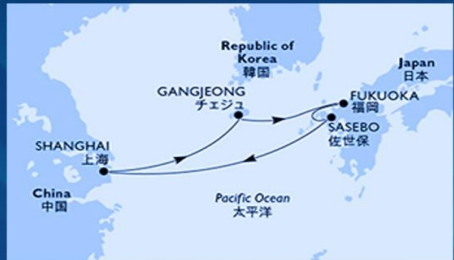 Republic of
Korea
韓国
Japan
日本
GANGJEONG
チェジュ
FUKUOKA
福岡
SASEBO
佐世保
SHANGHAI
上海
China
中国
Pacific Ocean
太平洋